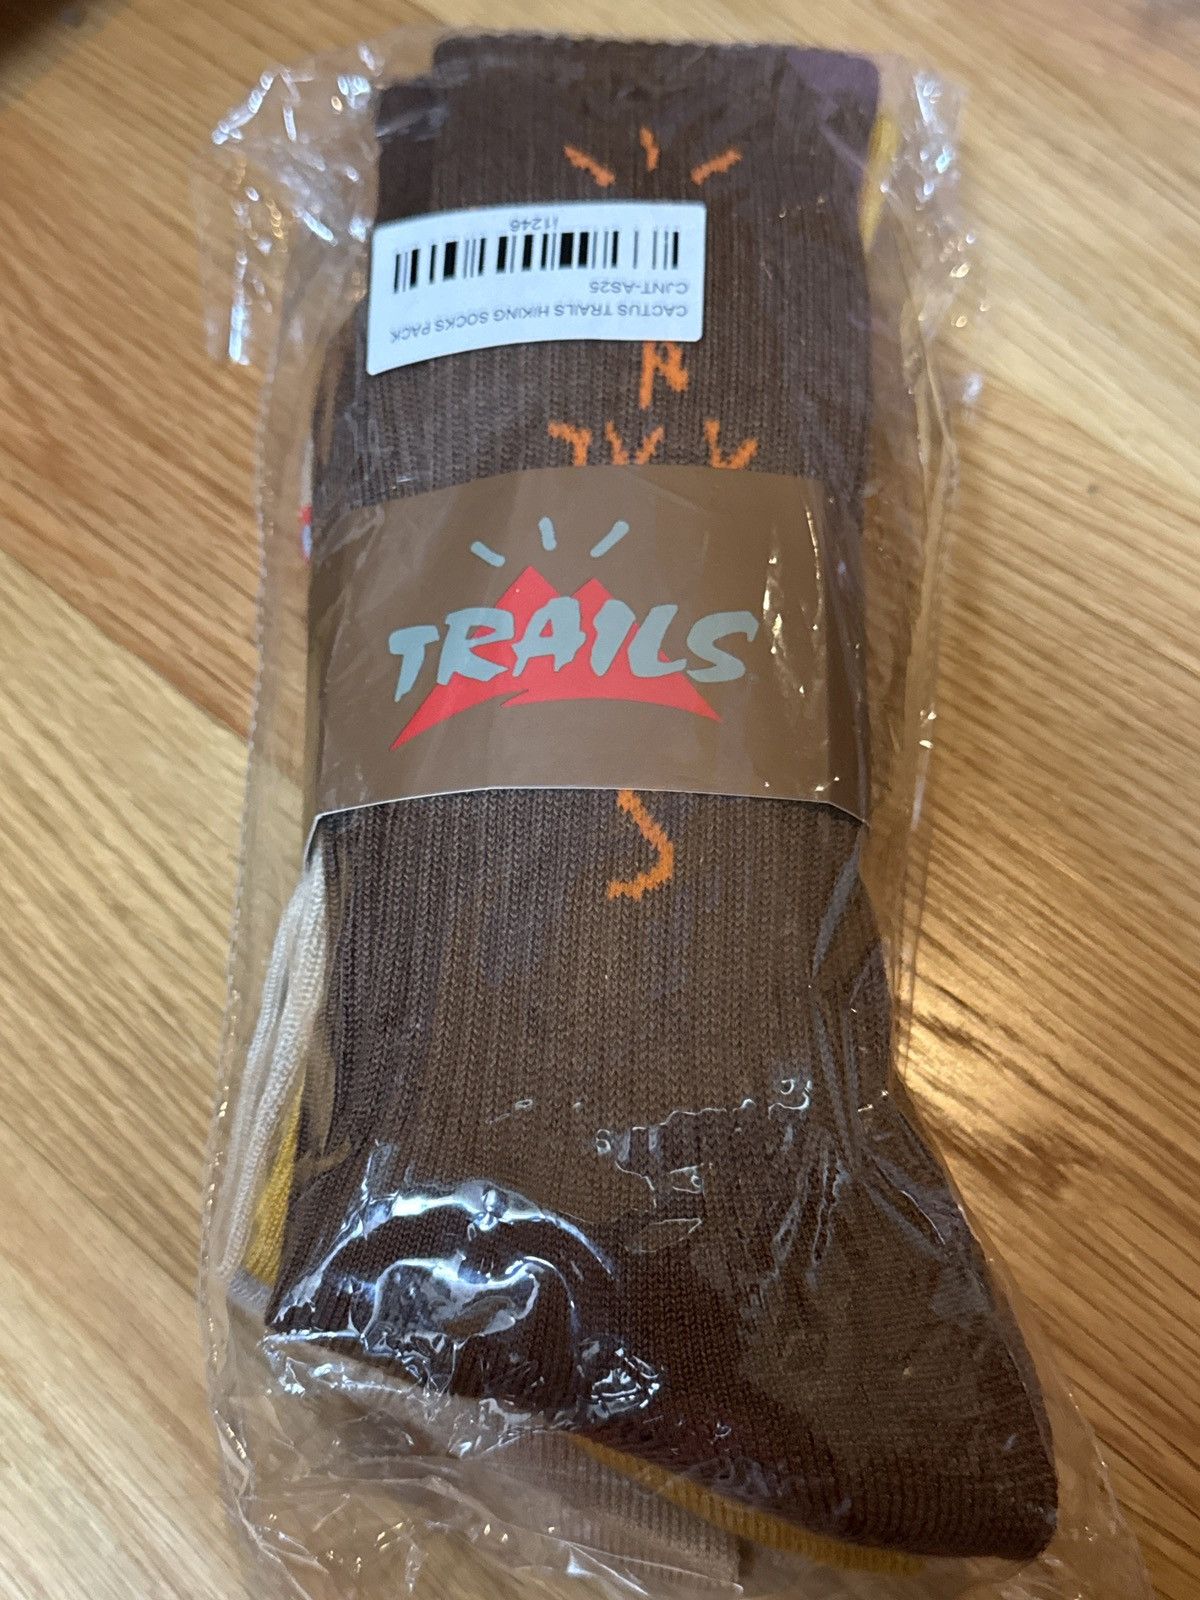 CACTUS TRAILS HIKING SOCKS PACK
CJNT-AS25
i1246
TRAILS